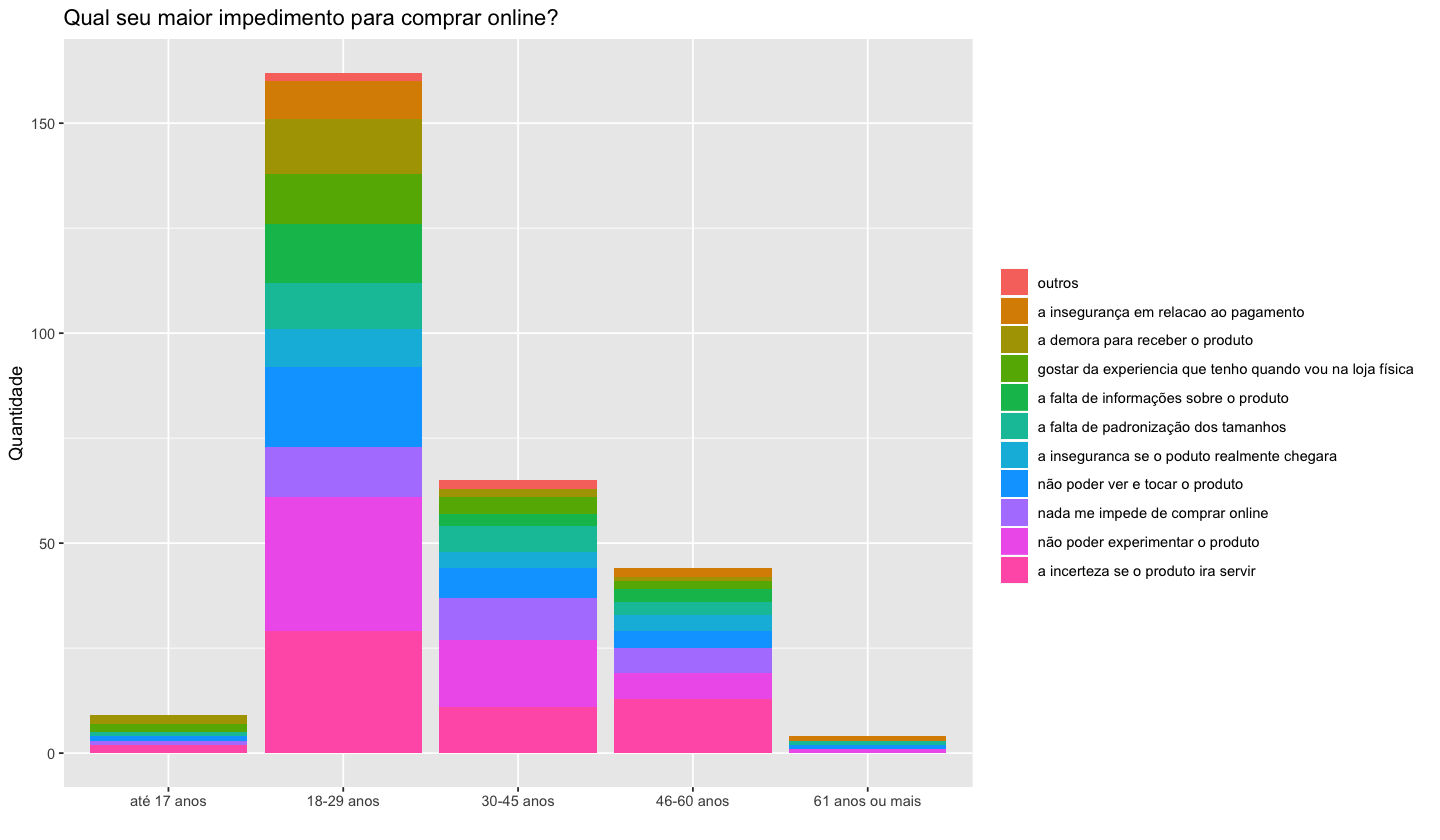 Qual seu maior impedimento para comprar online?
Quantidade
150
100
50
0
até 17 anos
18-29 anos
30-45 anos
46-60 anos
61 anos ou mais
outros
a insegurança em relacao ao pagamento
a demora para receber o produto
gostar da experiencia que tenho quando vou na loja física
a falta de informações sobre o produto
a falta de padronização dos tamanhos
a inseguranca se o poduto realmente chegara
não poder ver e tocar o produto
nada me impede de comprar online
não poder experimentar o produto
a incerteza se o produto ira servir